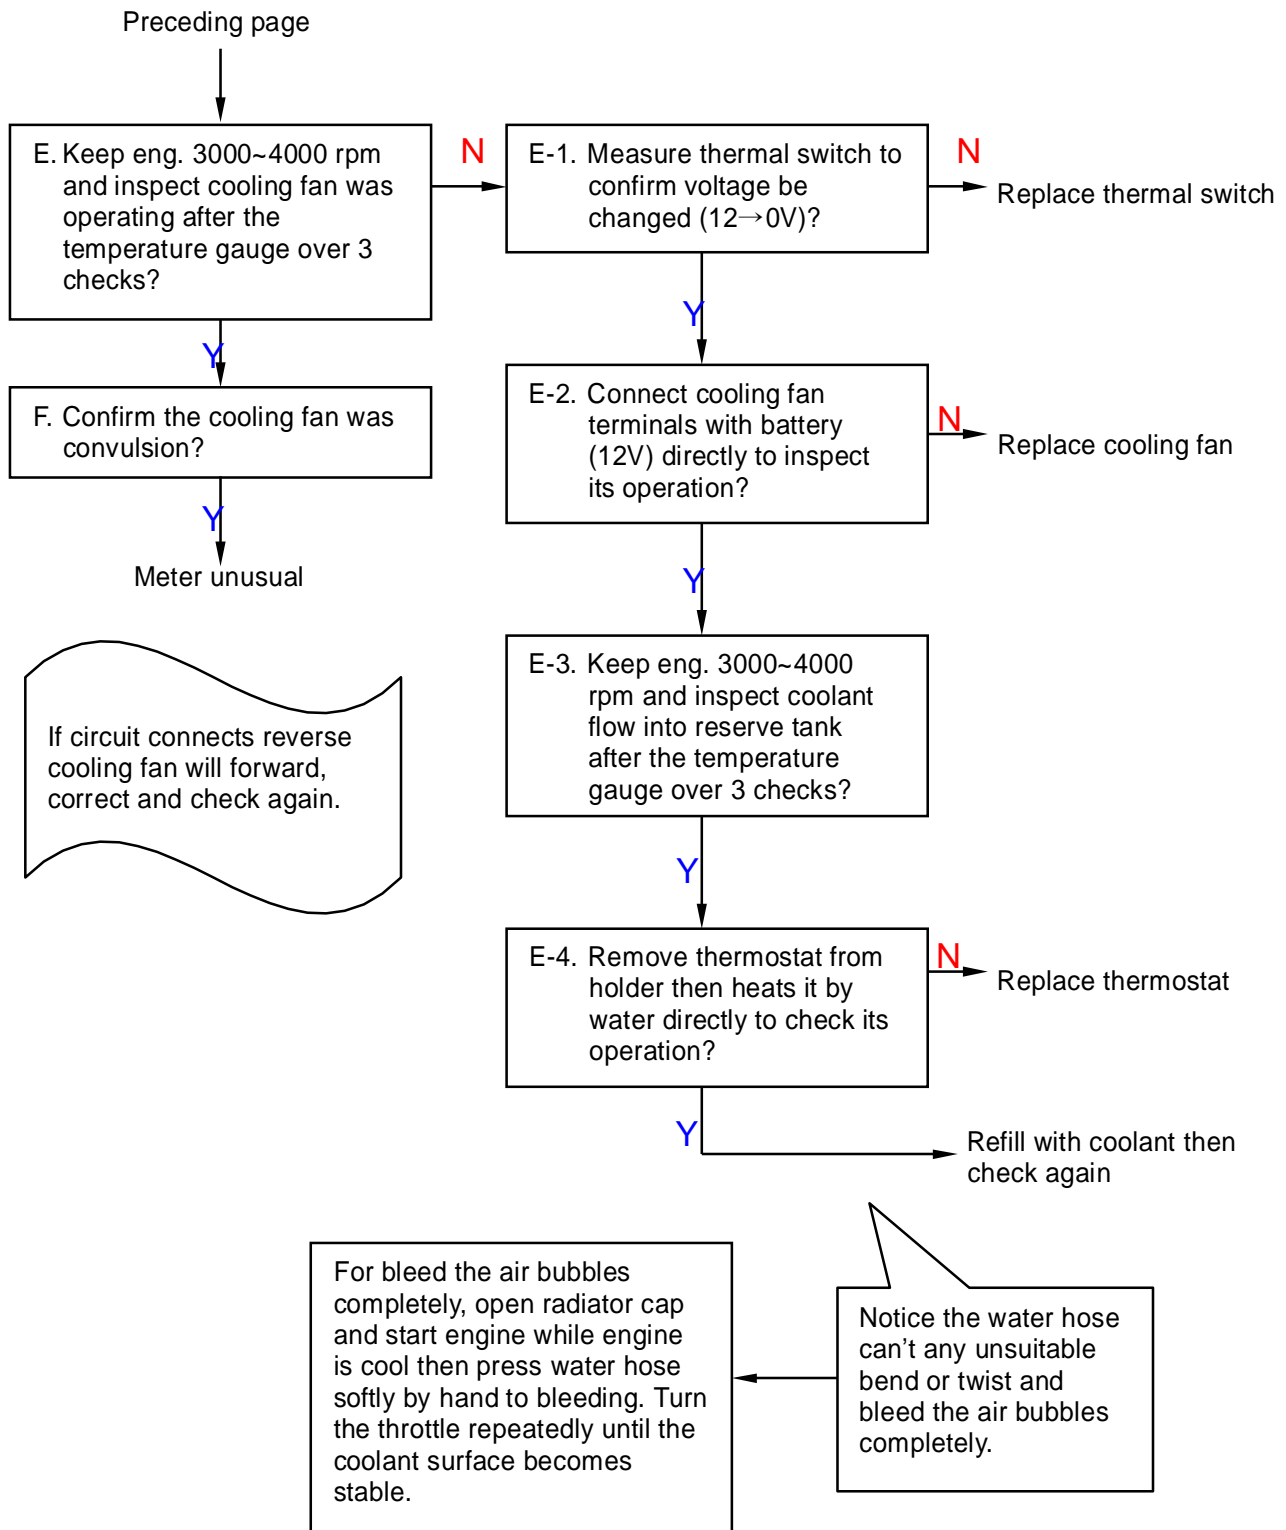 Preceding page
E. Keep eng. 3000~4000 rpm
and inspect cooling fan was
operating after the
temperature gauge over 3
checks?
N
E-1. Measure thermal switch to
confirm voltage be
changed (12→0V)?
N
Replace thermal switch
Y
Y
F. Confirm the cooling fan was
convulsion?
E-2. Connect cooling fan
terminals with battery
(12V) directly to inspect
its operation?
N
Replace cooling fan
Y
Meter unusual
Y
If circuit connects reverse
cooling fan will forward,
correct and check again.
E-3. Keep eng. 3000~4000
rpm and inspect coolant
flow into reserve tank
after the temperature
gauge over 3 checks?
Y
E-4. Remove thermostat from
holder then heats it by
water directly to check its
operation?
N
Replace thermostat
Y
Refill with coolant then
check again
For bleed the air bubbles
completely, open radiator cap
and start engine while engine
is cool then press water hose
softly by hand to bleeding. Turn
the throttle repeatedly until the
coolant surface becomes
stable.
Notice the water hose
can’t any unsuitable
bend or twist and
bleed the air bubbles
completely.